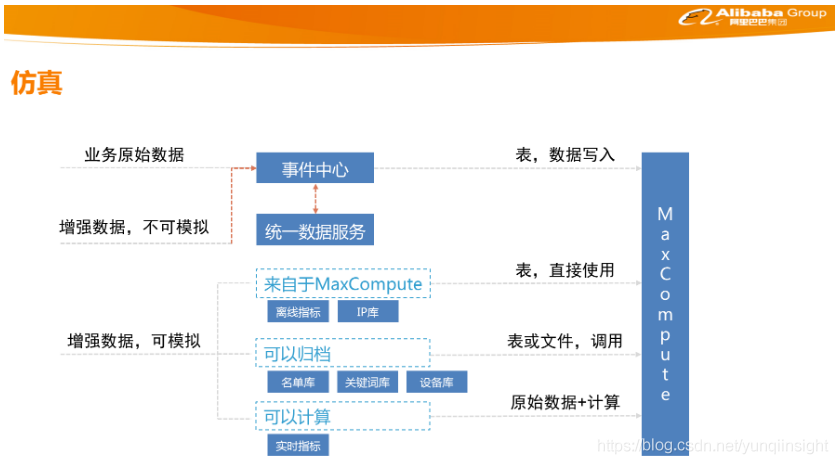 Alibaba Group
阿里巴巴集团
仿真
业务原始数据
事件中心
表，数据写入
增强数据，不可模拟
统一数据服务
MaxCompute
来自于MaxCompute
表，直接使用
离线指标
IP库
增强数据，可模拟
可以归档
表或文件，调用
名单库
关键词库
设备库
可以计算
原始数据+计算
实时指标
https://blog.csdn.net/yunqiinsight